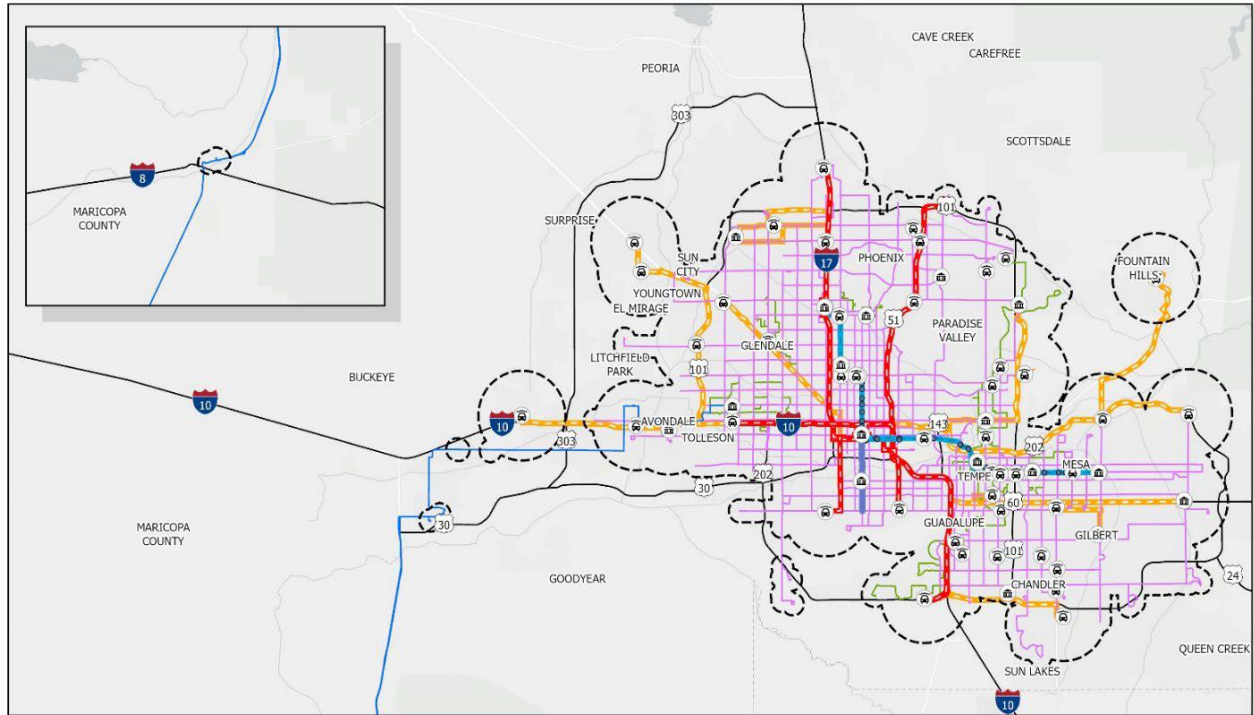 CAVE CREEK
CAREFREE
PEORIA
303
SCOTTSDALE
8
MARICOPA
COUNTY
SURPRISE
101
SUN
CITY
17
PHOENIX
FOUNTAIN
HILLS
YOUNGTOWN
EL MIRAGE
51
PARADISE
VALLEY
GLENDALE
LITCHFIELD
PARK
101
BUCKEYE
10
10
AVONDALE
10
143
TOLLESON
303
202
MESA
202
TEMPE
30
60
MARICOPA
COUNTY
30
GUADALUPE
GILBERT
101
GOODYEAR
24
CHANDLER
QUEEN CREEK
SUN LAKES
10